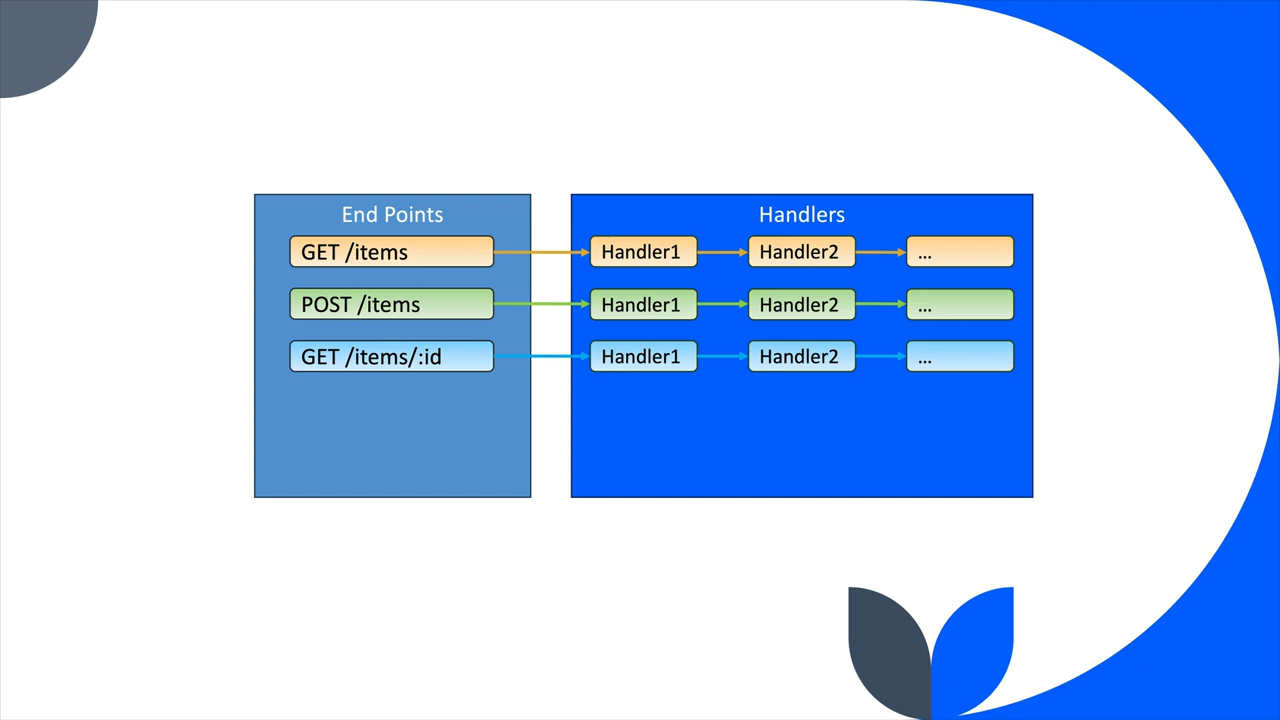 End Points
Handlers
GET /items
Handler1
Handler2
...
POST /items
Handler1
Handler2
...
GET /items/:id
Handler1
Handler2
...